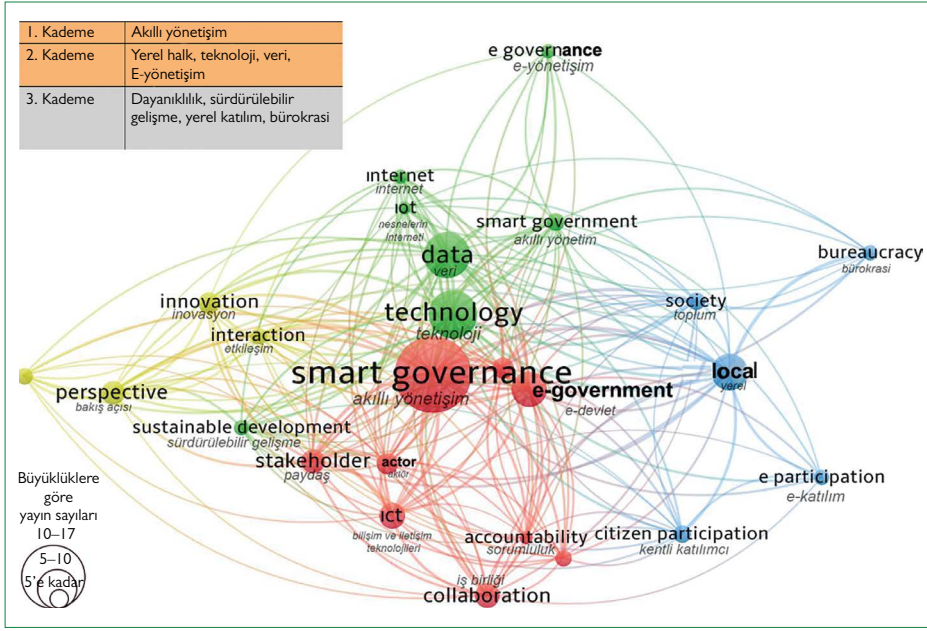 1. Kademe Akıllı yönetişim
2. Kademe Yerel halk, teknoloji, veri,
E-yönetişim
3. Kademe Dayanıklılık, sürdürülebilir
gelişme, yerel katılım, bürokrasi
e governance
e-yönetişim
ınternet
internet
ıot
nesnelerin
interneti
smart government
akıllı yönetim
data
veri
bureaucracy
bürokrasi
innovation
inovasyon
society
toplum
technology
teknoloji
interaction
etkileşim
smart governance
akıllı yönetişim
local
yerel
e-government
e-devlet
perspective
bakış açısı
sustainable development
sürdürülebilir gelişme
stakeholder
paydaş
actor
aktör
e participation
e-katılım
ıct
bilişim ve iletişim
teknolojileri
accountability
sorumluluk
citizen participation
kentli katılımcı
iş birliği
collaboration
Büyüklüklere
göre
yayın sayıları
10–17
5–10
5'e kadar